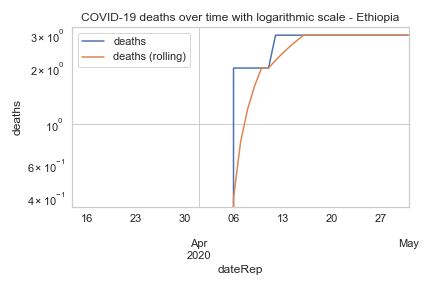 COVID-19 deaths over time with logarithmic scale - Ethiopia
deaths
deaths (rolling)
3 × 10⁰
2 × 10⁰
10⁰
6 × 10⁻¹
4 × 10⁻¹
deaths
16 23 30 06 13 20 27
Apr May
2020
dateRep